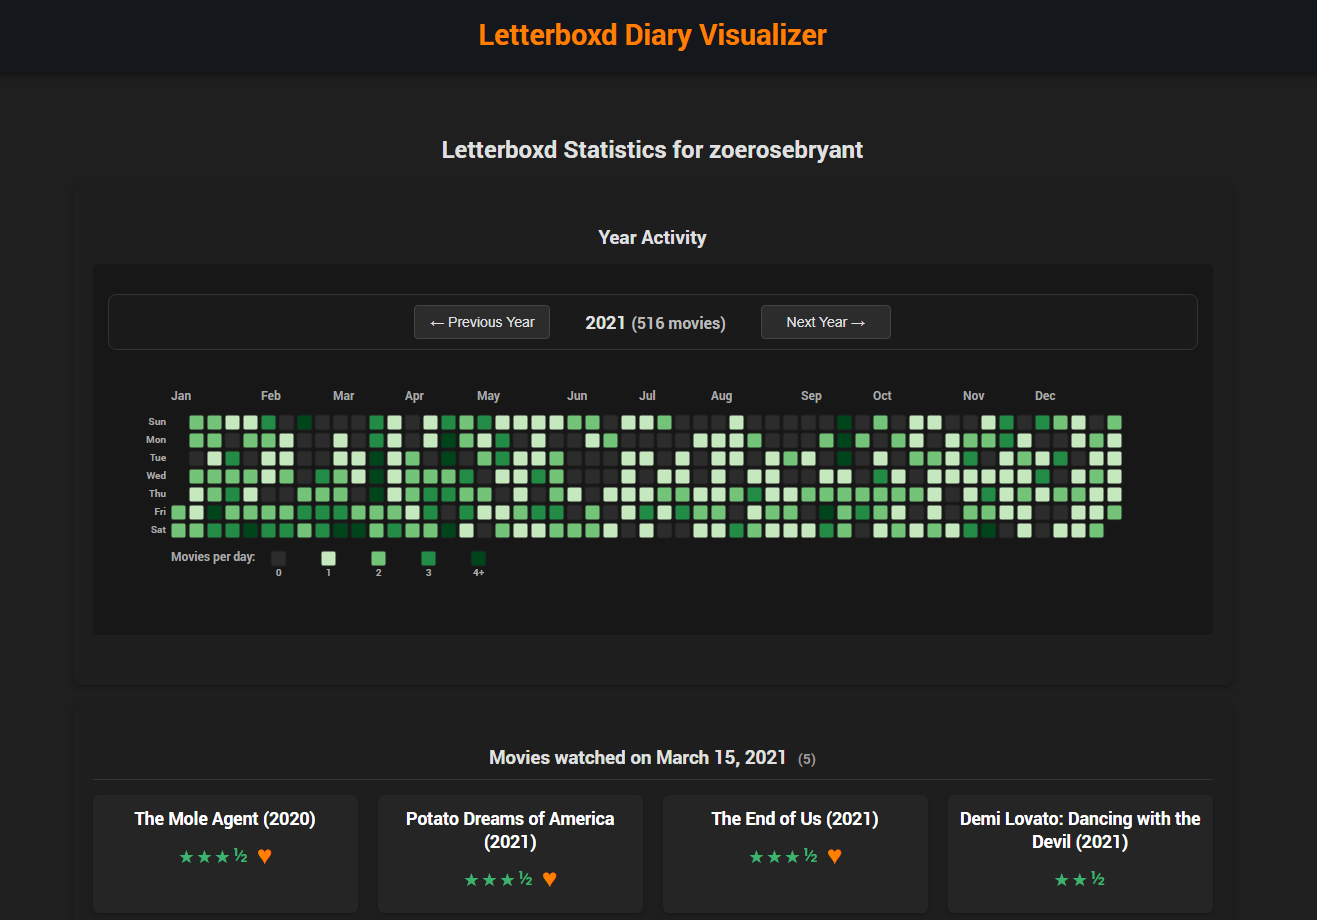 Letterboxd Diary Visualizer
Letterboxd Statistics for zoerosebryant
Year Activity
← Previous Year 2021 (516 movies) Next Year →
Jan Feb Mar Apr May Jun Jul Aug Sep Oct Nov Dec
Sun
Mon
Tue
Wed
Thu
Fri
Sat
Movies per day:
0 1 2 3 4+
Movies watched on March 15, 2021 (5)
The Mole Agent (2020)
★★★½ ♥
Potato Dreams of America
(2021)
★★★½ ♥
The End of Us (2021)
★★★½ ♥
Demi Lovato: Dancing with the
Devil (2021)
★★½